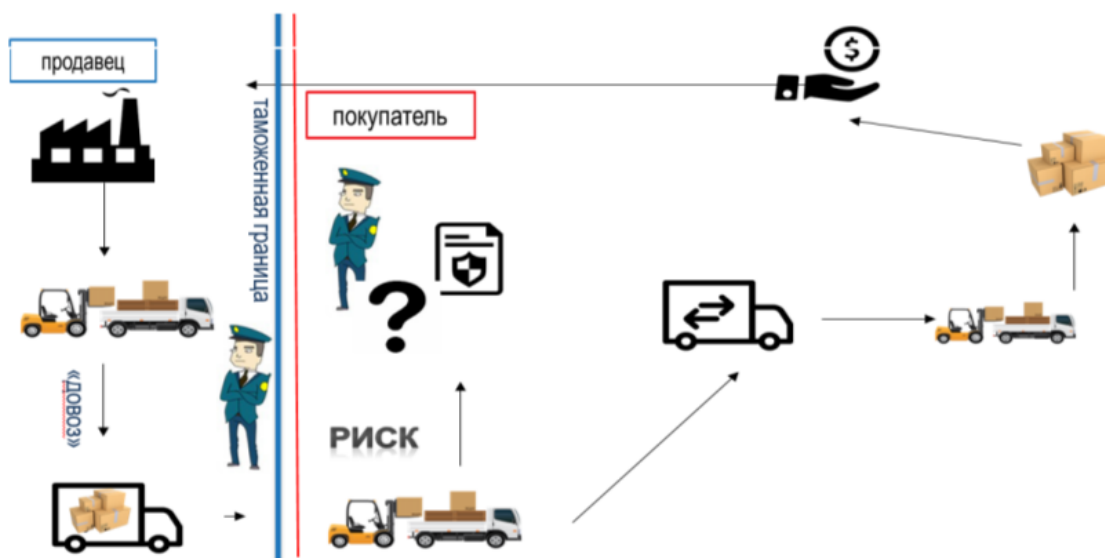 продавец
таможенная граница
покупатель
«довоз»
РИСК